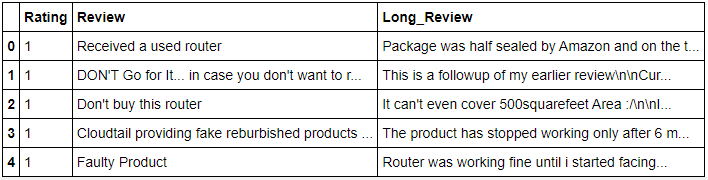 Rating Review Long_Review
0 1 Received a used router Package was half sealed by Amazon and on the t...
1 1 DON'T Go for It... in case you don't want to r... This is a followup of my earlier review\n\nCur...
2 1 Don't buy this router It can't even cover 500squarefeet Area :/\n\nI...
3 1 Cloudtail providing fake reburbished products ... The product has stopped working only after 6 m...
4 1 Faulty Product Router was working fine until i started facing...